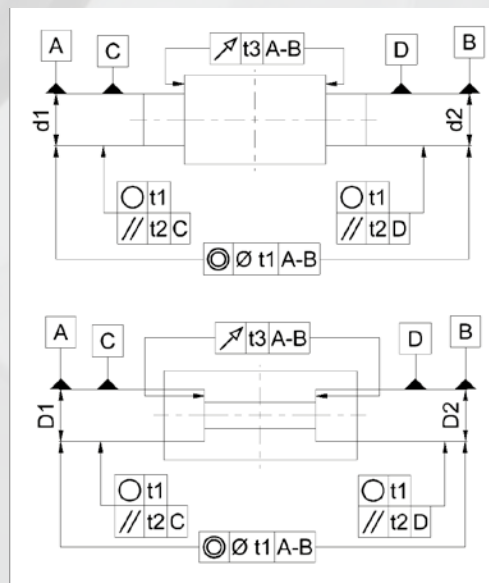 A C ↗ t3 A-B D B
d1 d2
○ t1 ○ t1
// t2 C // t2 D
◎ Ø t1 A-B
A C ↗ t3 A-B D B
D1 D2
○ t1 ○ t1
// t2 C // t2 D
◎ Ø t1 A-B